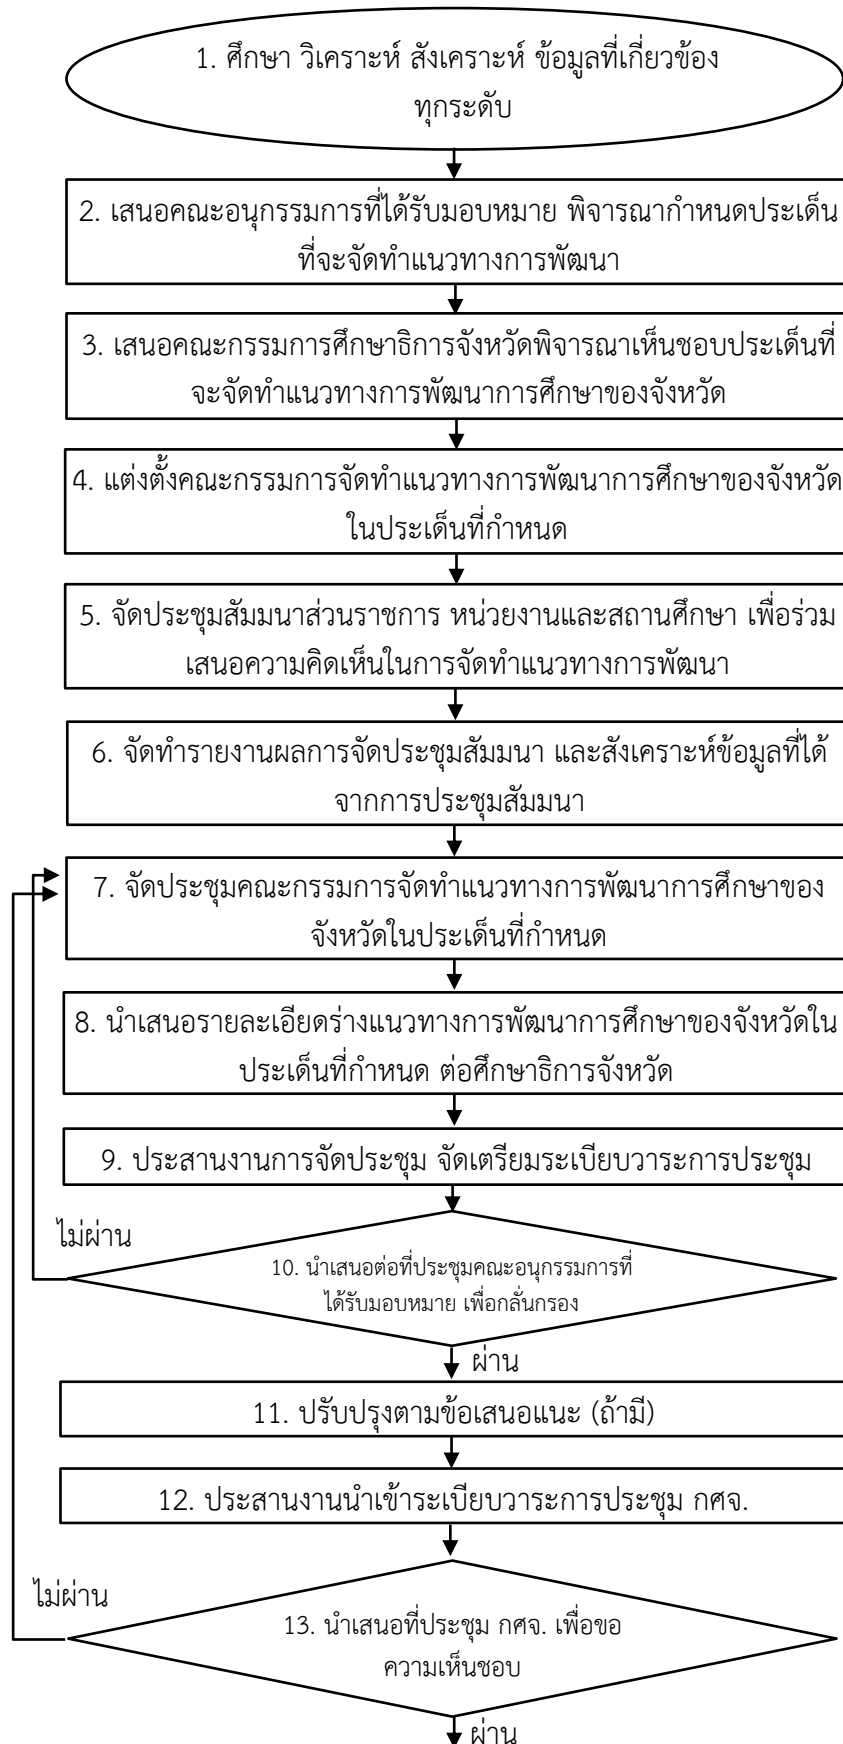 1. ศึกษา วิเคราะห์ สังเคราะห์ ข้อมูลที่เกี่ยวข้อง
ทุกระดับ
2. เสนอคณะอนุกรรมการที่ได้รับมอบหมาย พิจารณากำหนดประเด็น
ที่จะจัดทำแนวทางการพัฒนา
3. เสนอคณะกรรมการศึกษาธิการจังหวัดพิจารณาเห็นชอบประเด็นที่
จะจัดทำแนวทางการพัฒนาการศึกษาของจังหวัด
4. แต่งตั้งคณะกรรมการจัดทำแนวทางการพัฒนาการศึกษาของจังหวัด
ในประเด็นที่กำหนด
5. จัดประชุมสัมมนาส่วนราชการ หน่วยงานและสถานศึกษา เพื่อร่วม
เสนอความคิดเห็นในการจัดทำแนวทางการพัฒนา
6. จัดทำรายงานผลการจัดประชุมสัมมนา และสังเคราะห์ข้อมูลที่ได้
จากการประชุมสัมมนา
7. จัดประชุมคณะกรรมการจัดทำแนวทางการพัฒนาการศึกษาของ
จังหวัดในประเด็นที่กำหนด
8. นำเสนอรายละเอียดร่างแนวทางการพัฒนาการศึกษาของจังหวัดใน
ประเด็นที่กำหนด ต่อศึกษาธิการจังหวัด
9. ประสานงานการจัดประชุม จัดเตรียมระเบียบวาระการประชุม
ไม่ผ่าน
10. นำเสนอต่อที่ประชุมคณะอนุกรรมการที่
ได้รับมอบหมาย เพื่อกลั่นกรอง
ผ่าน
11. ปรับปรุงตามข้อเสนอแนะ (ถ้ามี)
12. ประสานงานนำเข้าระเบียบวาระการประชุม กศจ.
ไม่ผ่าน
13. นำเสนอที่ประชุม กศจ. เพื่อขอ
ความเห็นชอบ
ผ่าน